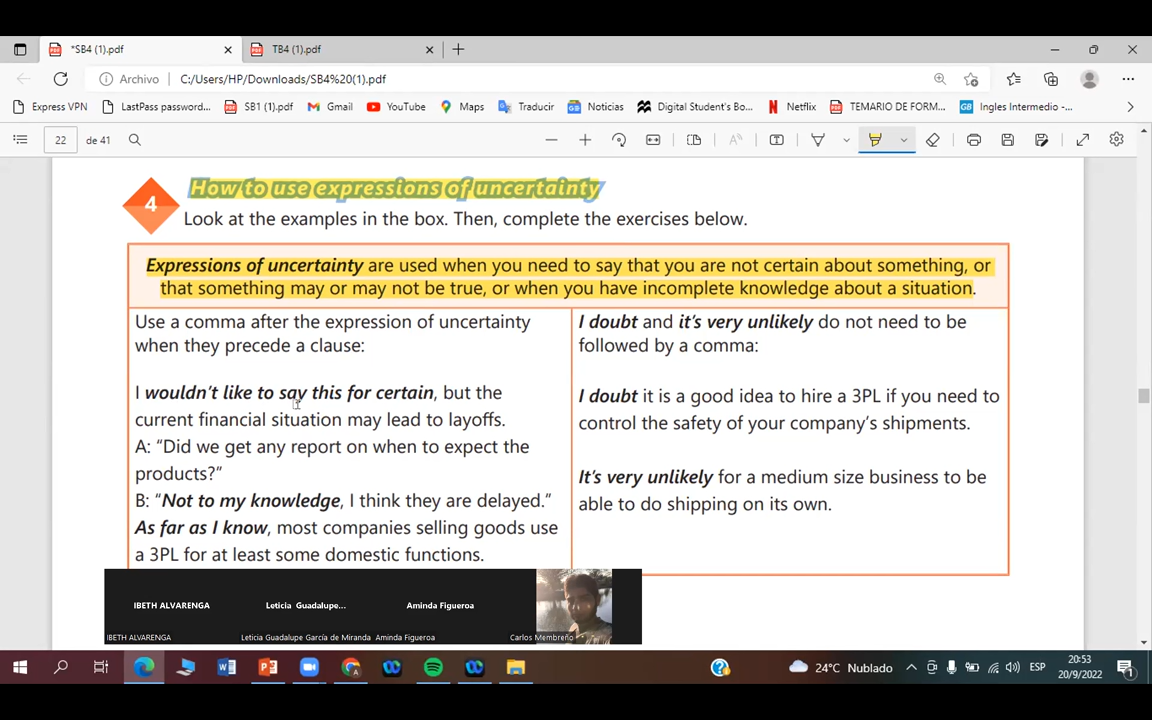 *SB4 (1).pdf
TB4 (1).pdf
Archivo
C:/Users/HP/Downloads/SB4%20(1).pdf
Express VPN
LastPass password...
SB1 (1).pdf
Gmail
YouTube
Maps
Traducir
Noticias
Digital Student's Bo...
Netflix
TEMARIO DE FORM...
Ingles Intermedio -...
22
de 41
4
How to use expressions of uncertainty
Look at the examples in the box. Then, complete the exercises below.
Expressions of uncertainty are used when you need to say that you are not certain about something, or
that something may or may not be true, or when you have incomplete knowledge about a situation.
Use a comma after the expression of uncertainty
when they precede a clause:
I wouldn't like to say this for certain, but the
current financial situation may lead to layoffs.
A: "Did we get any report on when to expect the
products?"
B: "Not to my knowledge, I think they are delayed."
As far as I know, most companies selling goods use
a 3PL for at least some domestic functions.
I doubt and it's very unlikely do not need to be
followed by a comma:
I doubt it is a good idea to hire a 3PL if you need to
control the safety of your company's shipments.
It's very unlikely for a medium size business to be
able to do shipping on its own.
IBETH ALVARENGA
Leticia Guadalupe...
Aminda Figueroa
IBETH ALVARENGA
Leticia Guadalupe García de Miranda
Aminda Figueroa
Carlos Membreño
24°C Nublado
ESP
20:53
20/9/2022
1